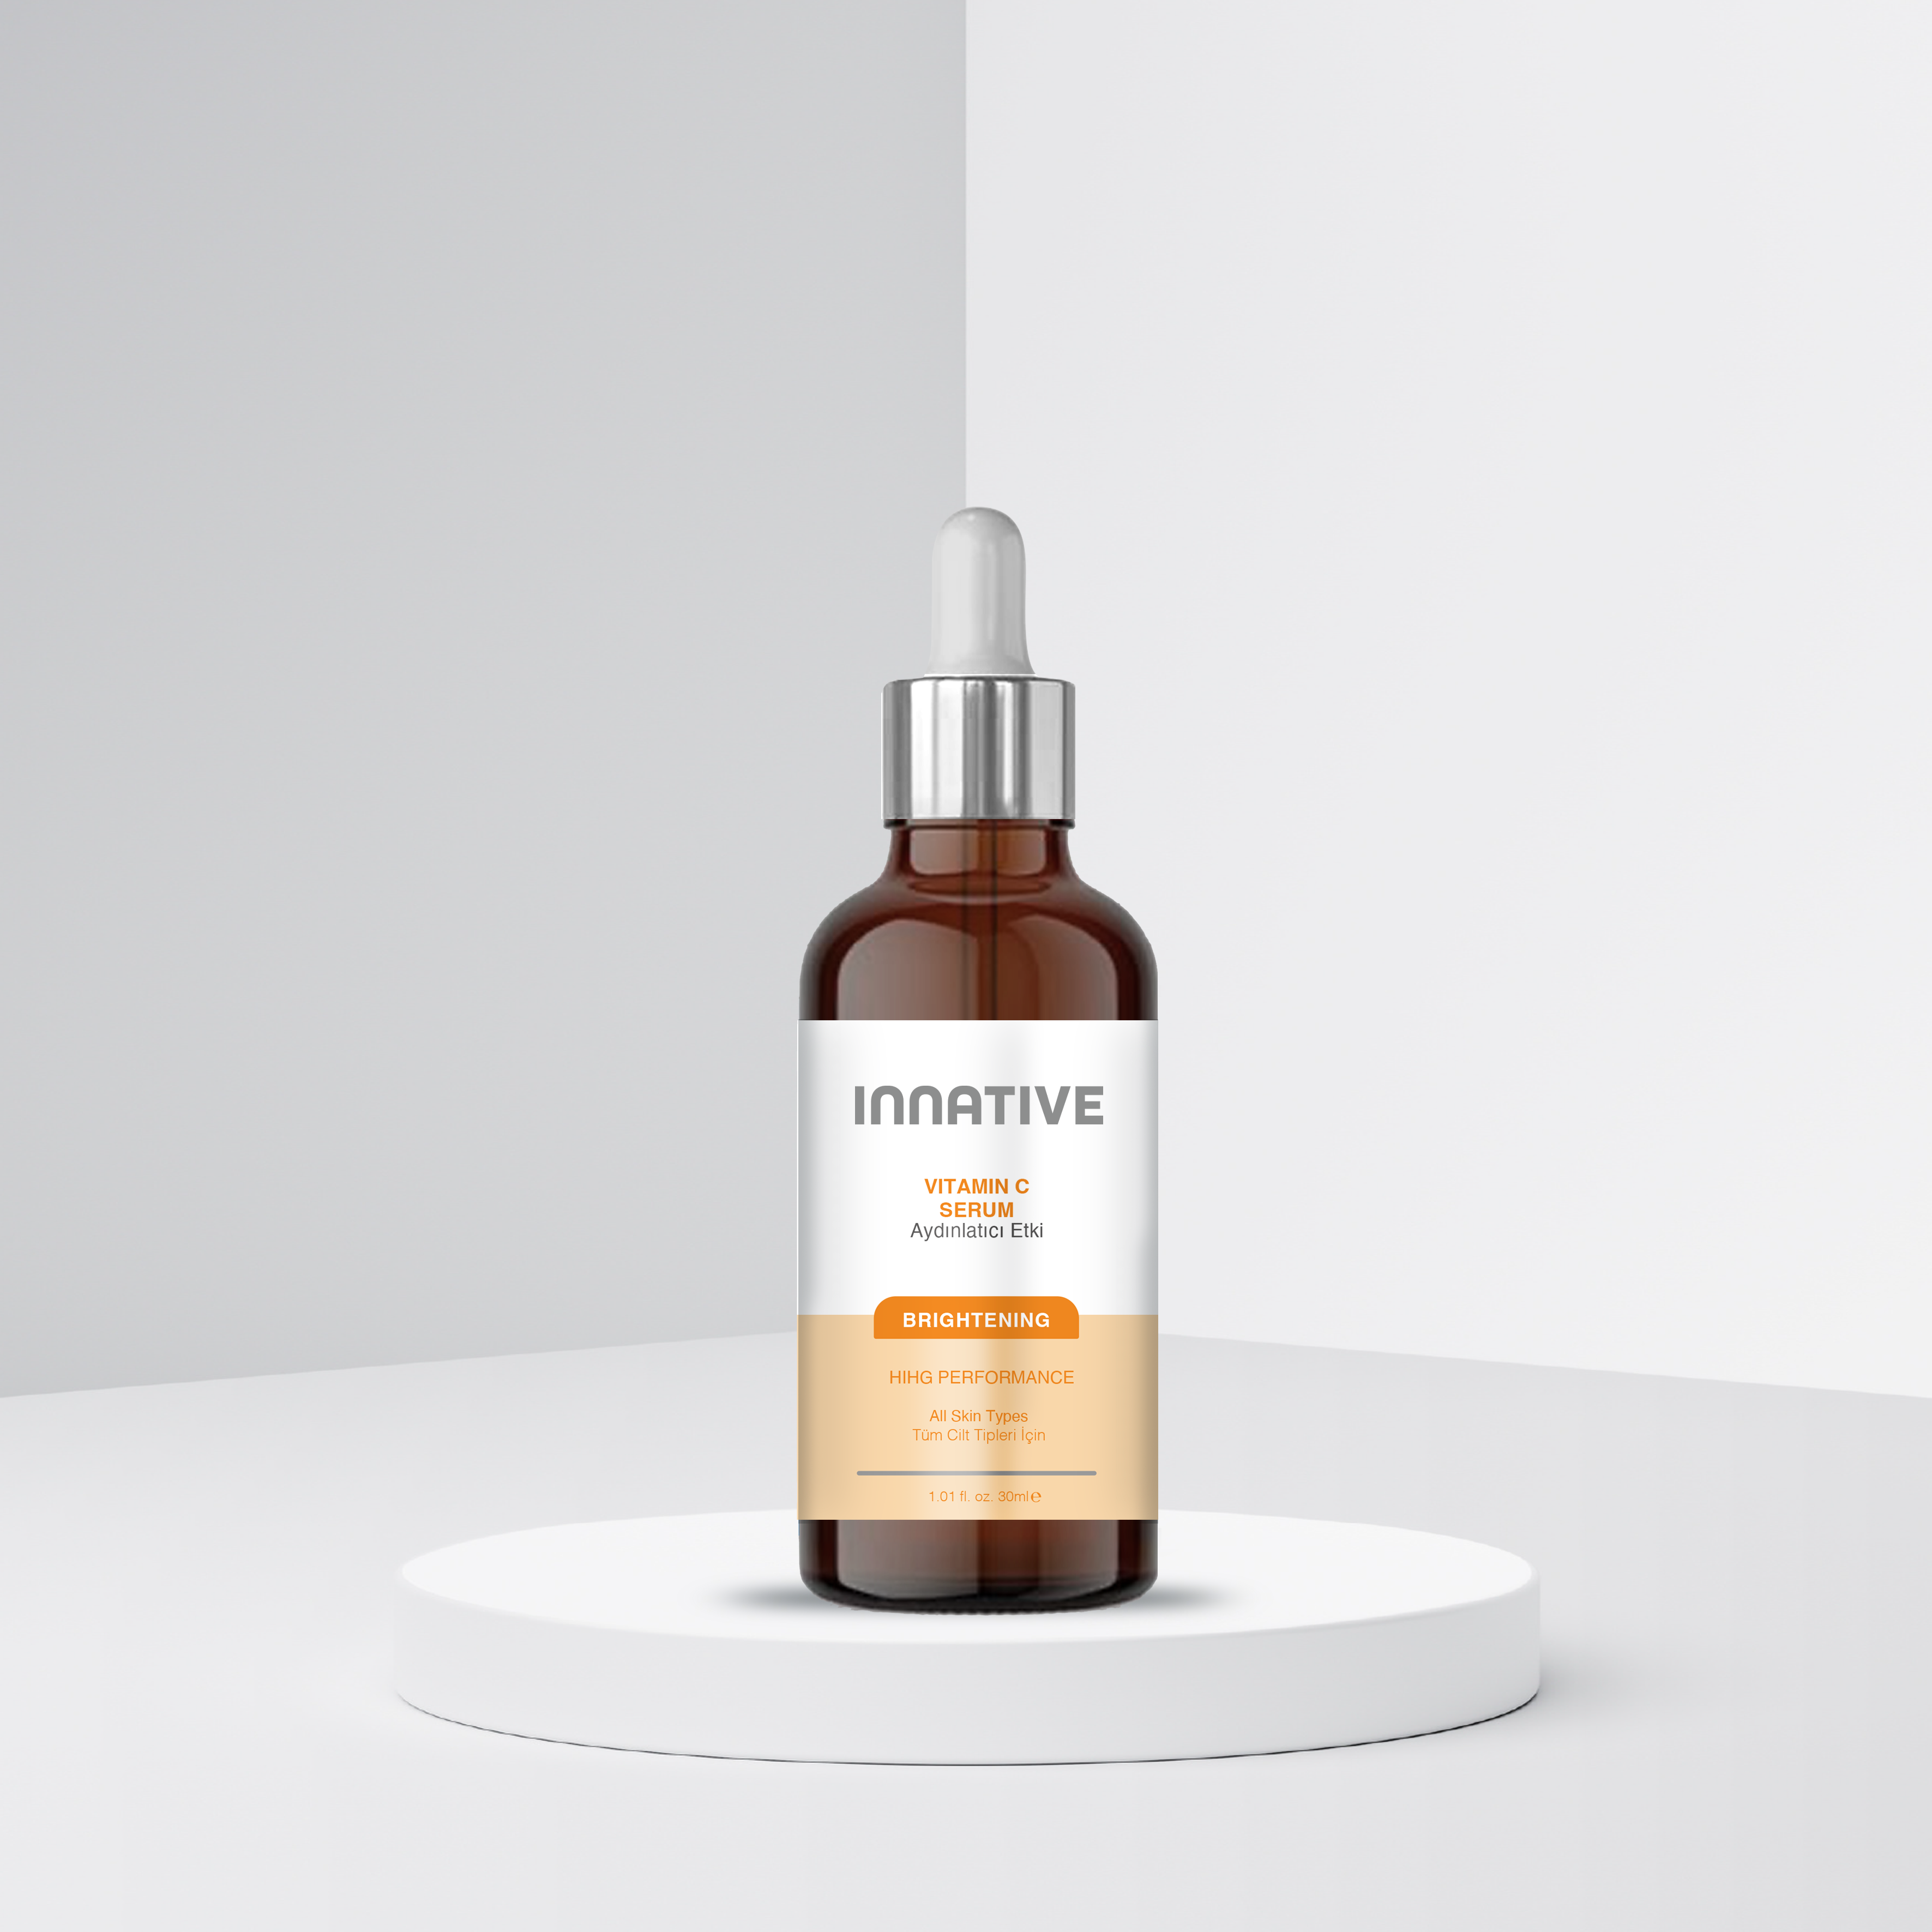 INNATIVE
VITAMIN C
SERUM
Aydınlatıcı Etki
BRIGHTENING
HIHG PERFORMANCE
All Skin Types
Tüm Cilt Tipleri İçin
1.01 fl. oz. 30ml℮